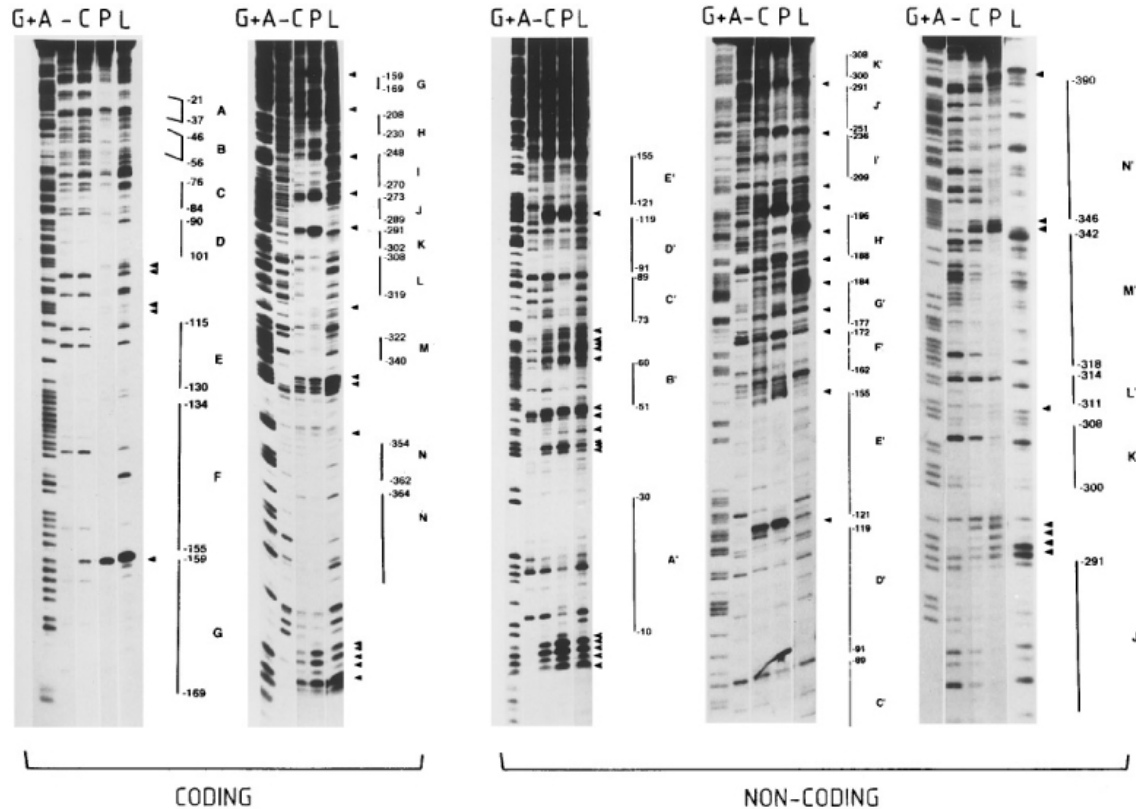 G+A - C P L
-21
A
-37
-46
B
-56
-76
C
-84
-90
D
101
-115
E
-130
-134
F
-155
-159
G
-169
G+A - C P L
-159
G
-169
-208
H
-230
-248
I
-270
-273
J
-289
-291
K
-302
-308
L
-319
-322
M
-340
-354
N
-362
-364
N
CODING
G+A - C P L
-155
E'
-121
-119
D'
-91
-89
C'
-73
-60
B'
-51
-30
A'
-10
G+A - C P L
-308
K'
-300
-291
J'
-251
-236
I'
-209
-195
H'
-188
-184
G'
-177
-172
F'
-162
-155
E'
-121
-119
D'
-91
-89
C'
G+A - C P L
-390
N'
-346
-342
M'
-318
-314
L'
-311
-308
K
-300
-291
J
NON-CODING